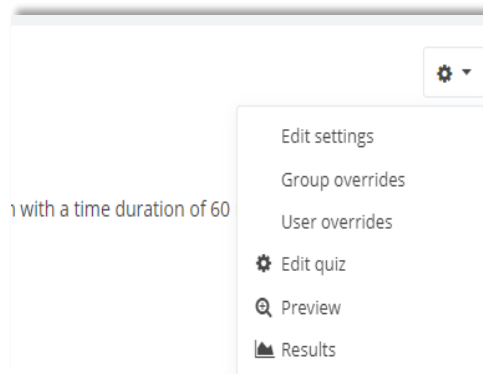 Edit settings
Group overrides
with a time duration of 60
User overrides
Edit quiz
Preview
Results